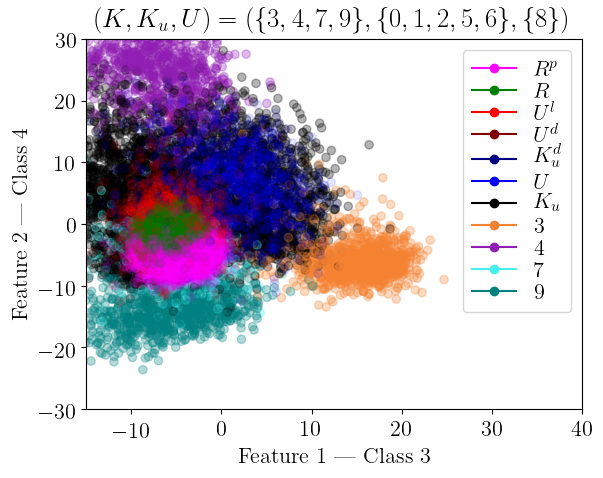 (K, K_u, U) = ({3, 4, 7, 9}, {0, 1, 2, 5, 6}, {8})
30
20
10
0
−10
−20
−30
Feature 2 — Class 4
R^p
R
U^l
U^d
K_u^d
U
K_u
3
4
7
9
−10
0
10
20
30
40
Feature 1 — Class 3